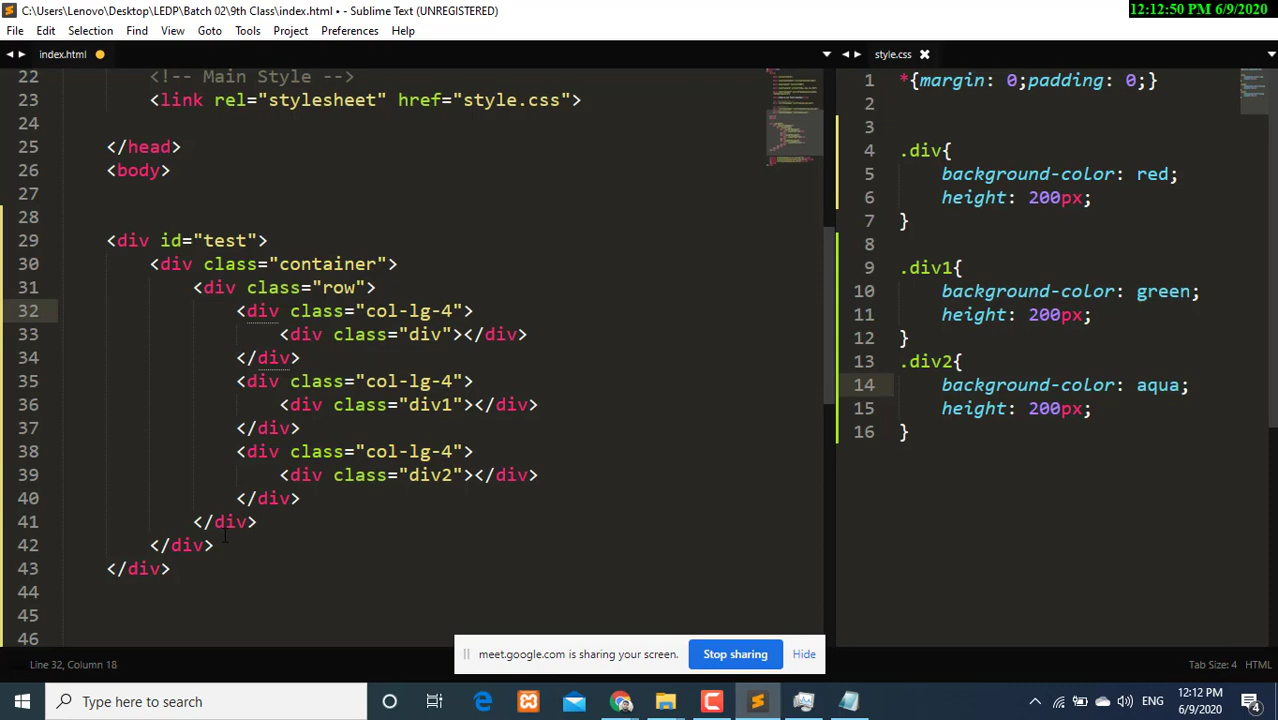 C:\Users\Lenovo\Desktop\LEDP\Batch 02\9th Class\index.html • - Sublime Text (UNREGISTERED)
12:12:50 PM 6/9/2020
File Edit Selection Find View Goto Tools Project Preferences Help
index.html
style.css
22 <!-- Main Style -->
23 <link rel="stylesheet" href="style.css">
24
25 </head>
26 <body>
27
28
29 <div id="test">
30 <div class="container">
31 <div class="row">
32 <div class="col-lg-4">
33 <div class="div"></div>
34 </div>
35 <div class="col-lg-4">
36 <div class="div1"></div>
37 </div>
38 <div class="col-lg-4">
39 <div class="div2"></div>
40 </div>
41 </div>
42 </div>
43 </div>
44
45
46
1 *{margin: 0;padding: 0;}
2
3
4 .div{
5 background-color: red;
6 height: 200px;
7 }
8
9 .div1{
10 background-color: green;
11 height: 200px;
12 }
13 .div2{
14 background-color: aqua;
15 height: 200px;
16 }
meet.google.com is sharing your screen. Stop sharing Hide
Line 32, Column 18
Tab Size: 4 HTML
Type here to search
ENG
12:12 PM
6/9/2020
4